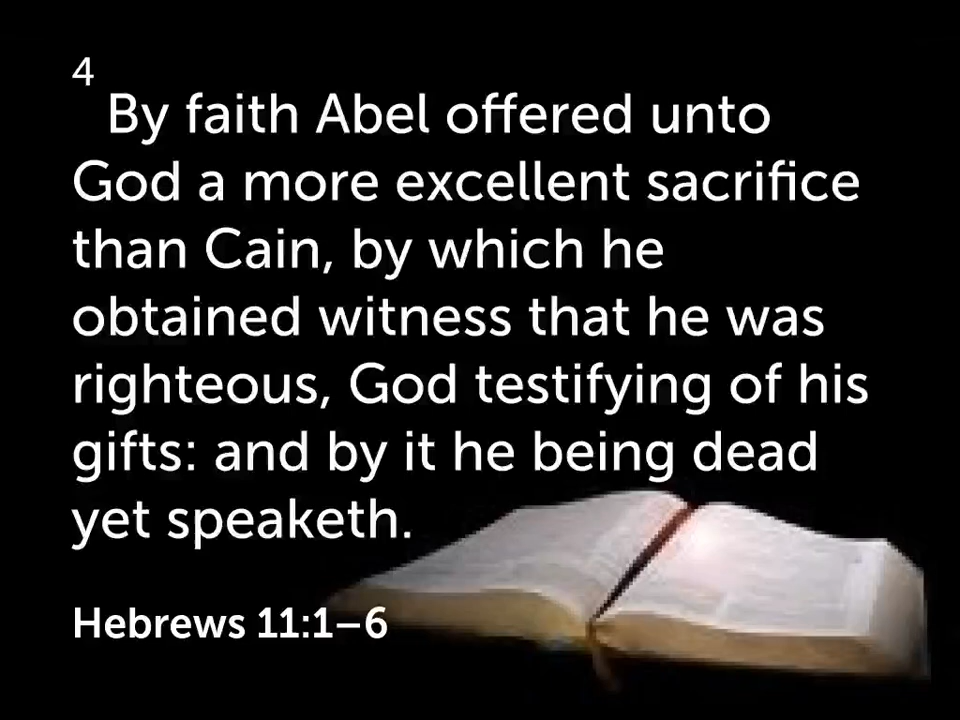 4
By faith Abel offered unto
God a more excellent sacrifice
than Cain, by which he
obtained witness that he was
righteous, God testifying of his
gifts: and by it he being dead
yet speaketh.
Hebrews 11:1–6